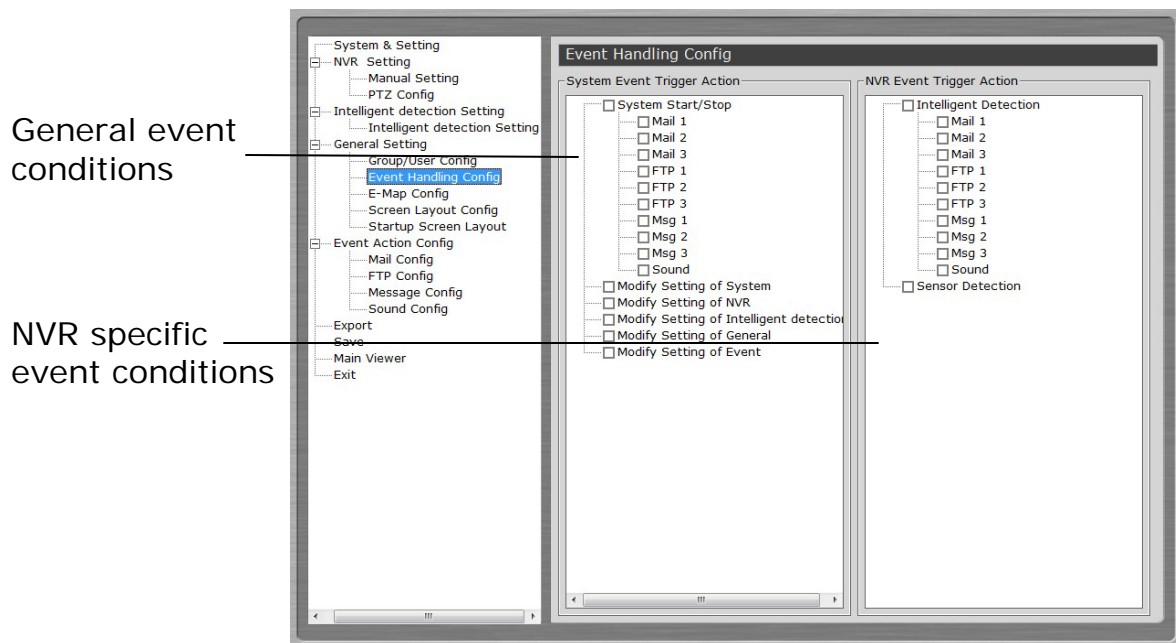 General event
conditions
NVR specific
event conditions
System & Setting
NVR Setting
Manual Setting
PTZ Config
Intelligent detection Setting
Intelligent detection Setting
General Setting
Group/User Config
Event Handling Config
E-Map Config
Screen Layout Config
Startup Screen Layout
Event Action Config
Mail Config
FTP Config
Message Config
Sound Config
Export
Save
Main Viewer
Exit
Event Handling Config
System Event Trigger Action
System Start/Stop
Mail 1
Mail 2
Mail 3
FTP 1
FTP 2
FTP 3
Msg 1
Msg 2
Msg 3
Sound
Modify Setting of System
Modify Setting of NVR
Modify Setting of Intelligent detection
Modify Setting of General
Modify Setting of Event
NVR Event Trigger Action
Intelligent Detection
Mail 1
Mail 2
Mail 3
FTP 1
FTP 2
FTP 3
Msg 1
Msg 2
Msg 3
Sound
Sensor Detection